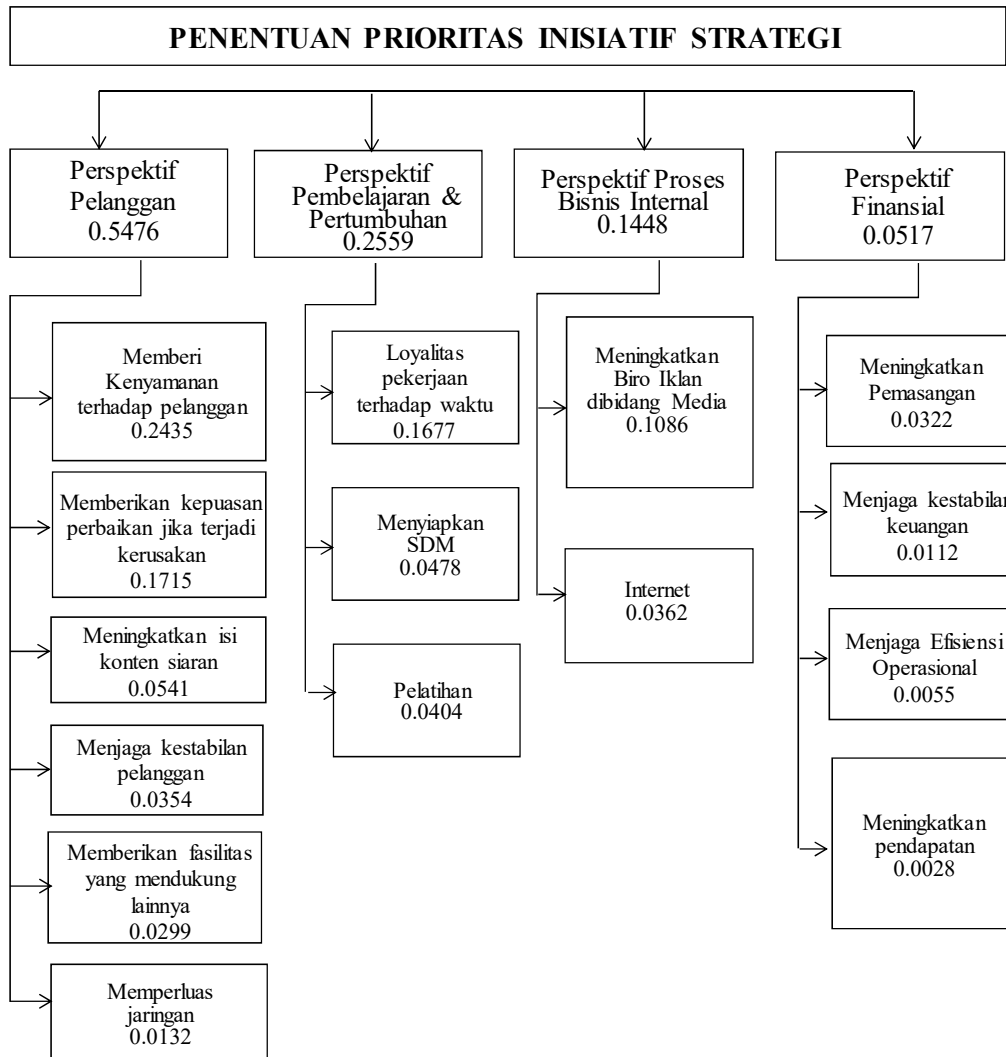 PENENTUAN PRIORITAS INISIATIF STRATEGI
Perspektif
Pelanggan
0.5476
Perspektif
Pembelajaran &
Pertumbuhan
0.2559
Perspektif Proses
Bisnis Internal
0.1448
Perspektif
Finansial
0.0517
Memberi
Kenyamanan
terhadap pelanggan
0.2435
Memberikan kepuasan
perbaikan jika terjadi
kerusakan
0.1715
Meningkatkan isi
konten siaran
0.0541
Menjaga kestabilan
pelanggan
0.0354
Memberikan fasilitas
yang mendukung
lainnya
0.0299
Memperluas
jaringan
0.0132
Loyalitas
pekerjaan
terhadap waktu
0.1677
Menyiapkan
SDM
0.0478
Pelatihan
0.0404
Meningkatkan
Biro Iklan
dibidang Media
0.1086
Internet
0.0362
Meningkatkan
Pemasangan
0.0322
Menjaga kestabilan
keuangan
0.0112
Menjaga Efisiensi
Operasional
0.0055
Meningkatkan
pendapatan
0.0028